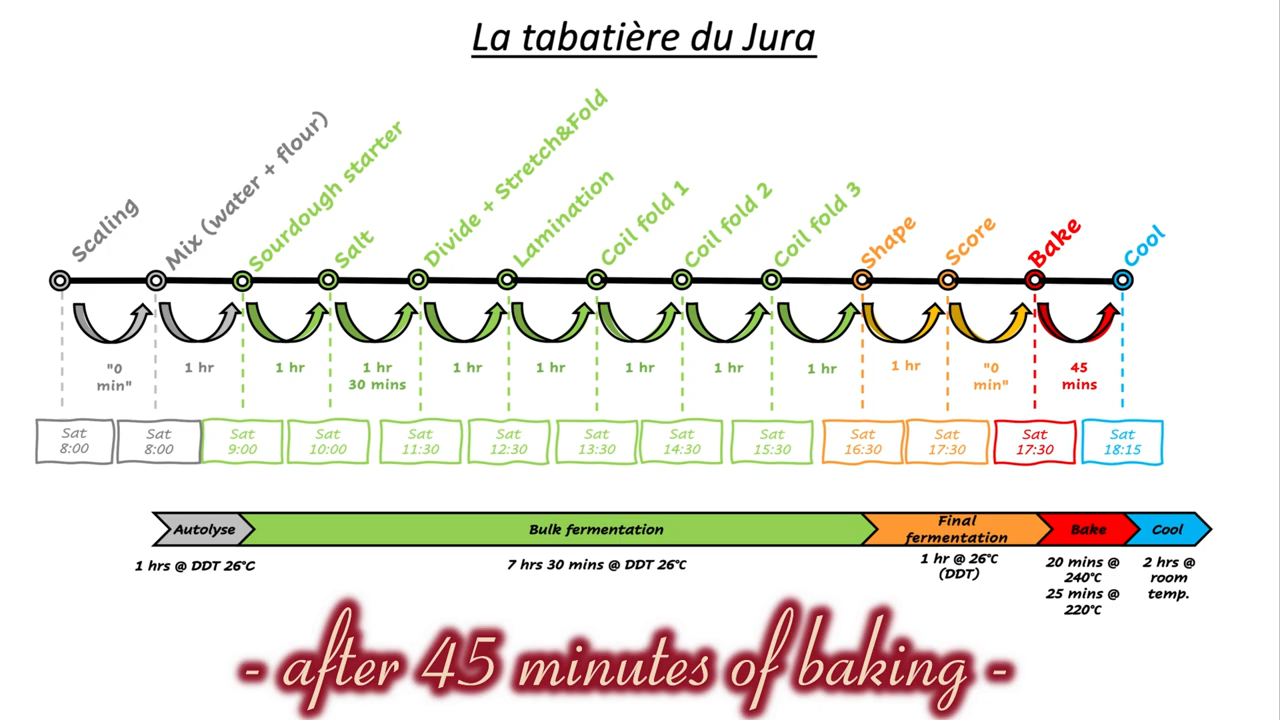 La tabatière du Jura
Scaling
Mix (water + flour)
Sourdough starter
Salt
Divide + Stretch&Fold
Lamination
Coil fold 1
Coil fold 2
Coil fold 3
Shape
Score
Bake
Cool
"0
min"
1 hr
1 hr
1 hr
30 mins
1 hr
1 hr
1 hr
1 hr
1 hr
1 hr
"0
min"
45
mins
Sat
8:00
Sat
8:00
Sat
9:00
Sat
10:00
Sat
11:30
Sat
12:30
Sat
13:30
Sat
14:30
Sat
15:30
Sat
16:30
Sat
17:30
Sat
17:30
Sat
18:15
Autolyse
Bulk fermentation
Final
fermentation
Bake
Cool
1 hrs @ DDT 26°C
7 hrs 30 mins @ DDT 26°C
1 hr @ 26°C
(DDT)
20 mins @
240°C
25 mins @
220°C
2 hrs @
room
temp.
- after 45 minutes of baking -